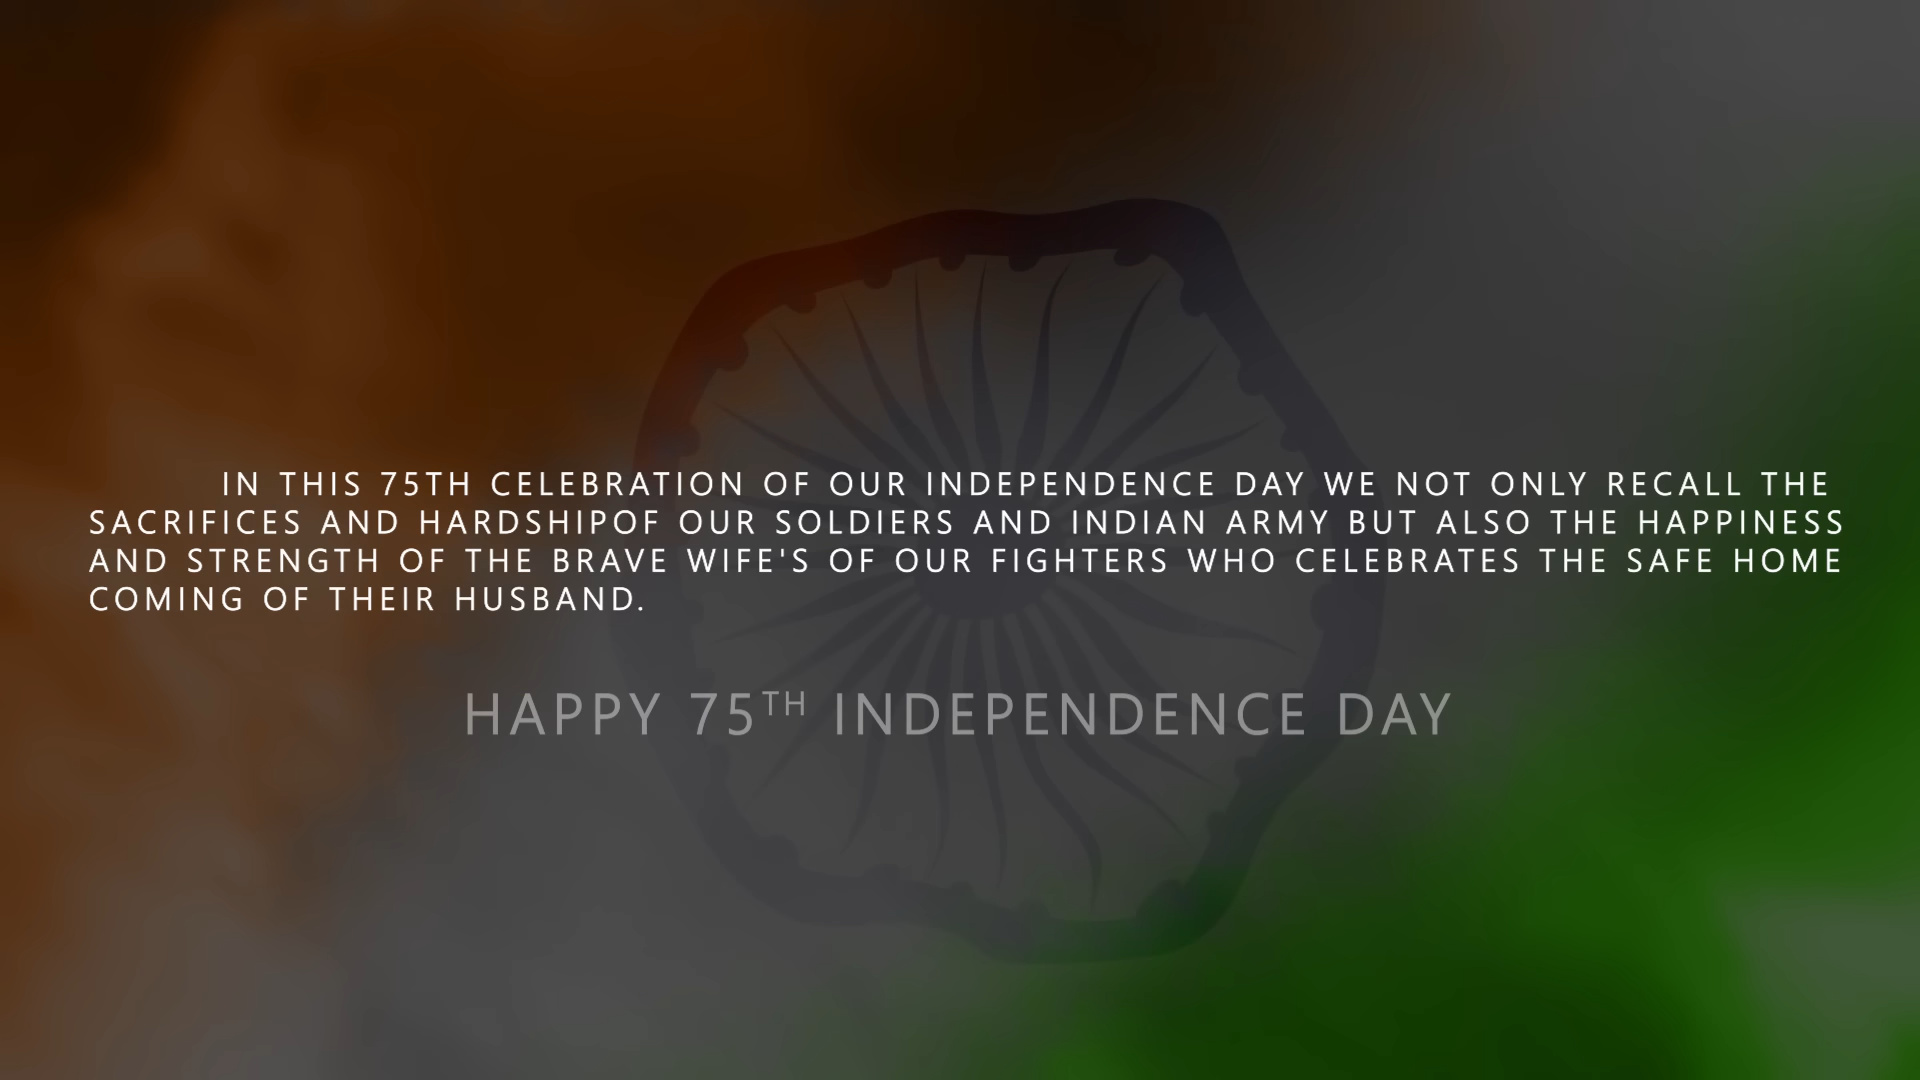 IN THIS 75TH CELEBRATION OF OUR INDEPENDENCE DAY WE NOT ONLY RECALL THE
SACRIFICES AND HARDSHIPOF OUR SOLDIERS AND INDIAN ARMY BUT ALSO THE HAPPINESS
AND STRENGTH OF THE BRAVE WIFE'S OF OUR FIGHTERS WHO CELEBRATES THE SAFE HOME
COMING OF THEIR HUSBAND.
HAPPY 75TH INDEPENDENCE DAY